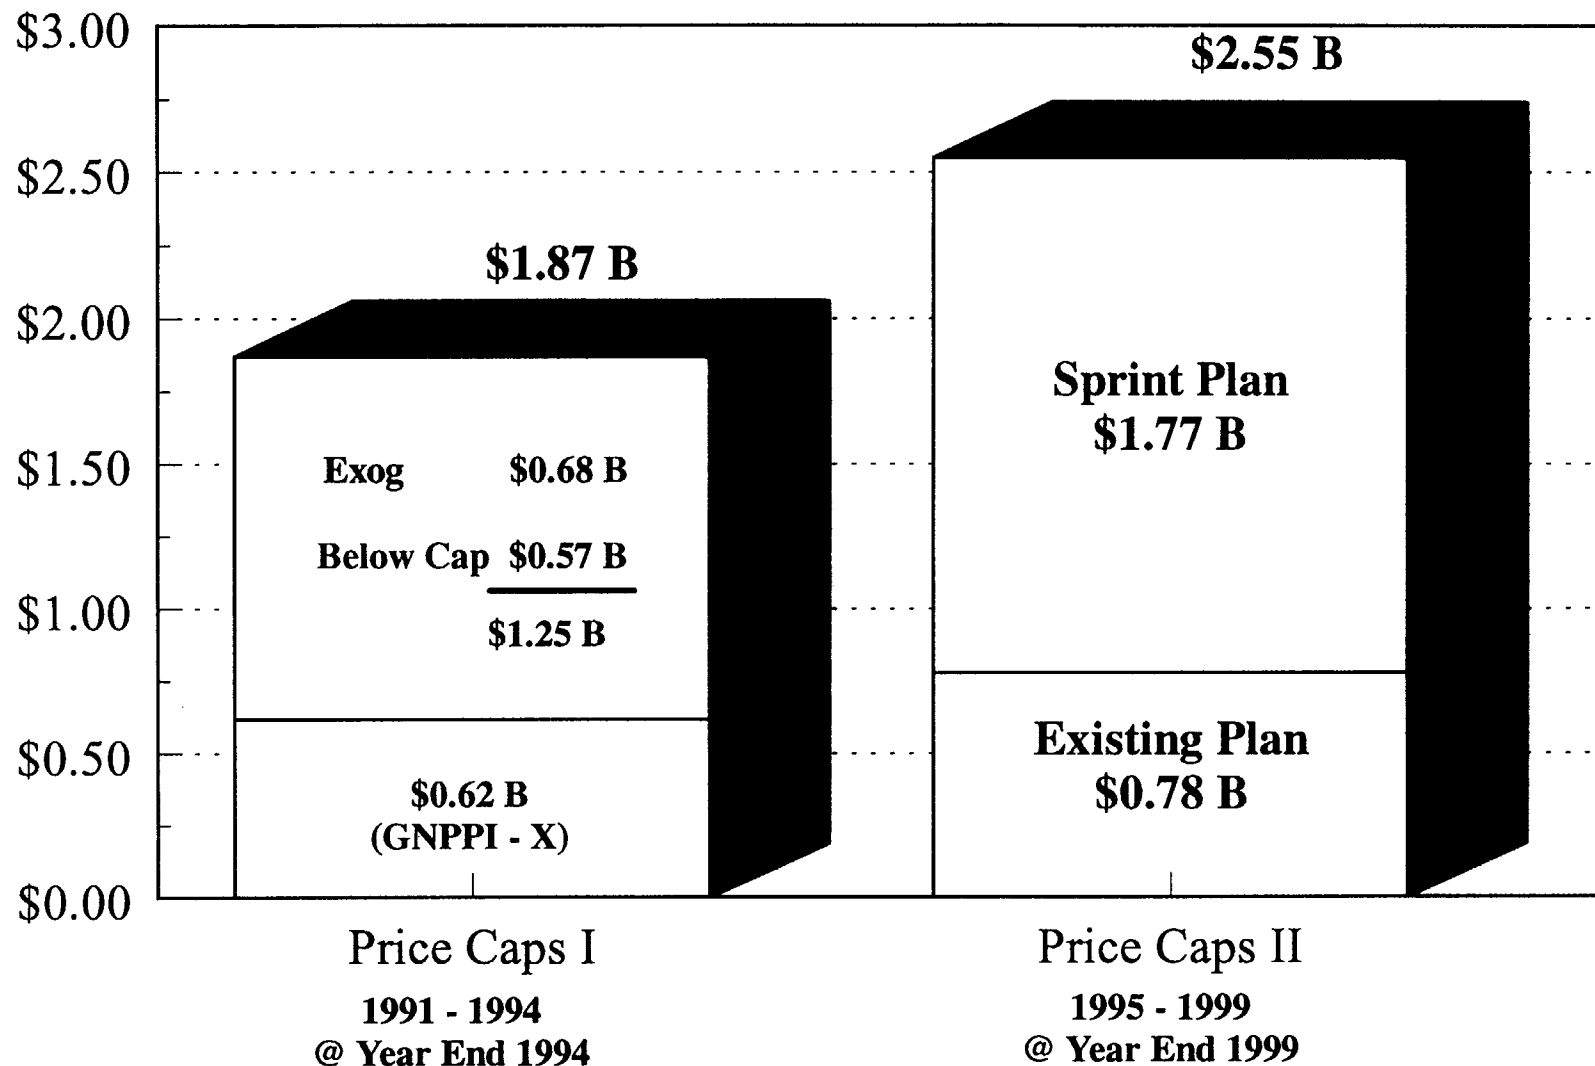 $3.00
$2.55 B
$2.50
$1.87 B
$2.00
Sprint Plan
$1.77 B
$1.50
Exog $0.68 B
Below Cap $0.57 B
$1.25 B
$1.00
Existing Plan
$0.78 B
$0.50
$0.62 B
(GNPPI - X)
$0.00
Price Caps I
1991 - 1994
@ Year End 1994
Price Caps II
1995 - 1999
@ Year End 1999